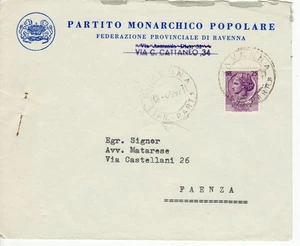 PARTITO MONARCHICO POPOLARE
FEDERAZIONE PROVINCIALE DI RAVENNA
VIA C. CATTANEO 34
Egr. Signor
Avv. Matarese
Via Castellani 26
FAENZA